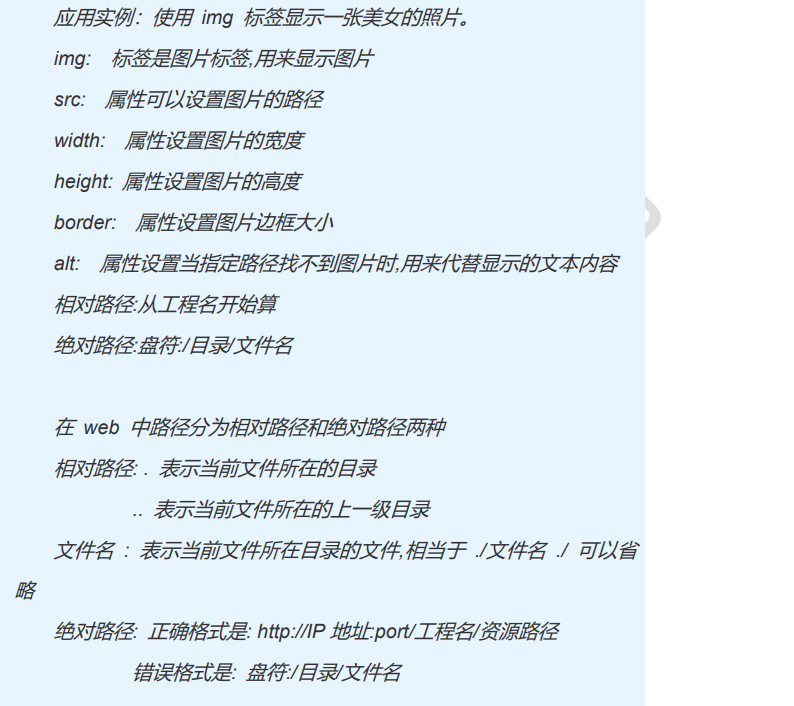 应用实例：使用 img 标签显示一张美女的照片。
img: 标签是图片标签,用来显示图片
src: 属性可以设置图片的路径
width: 属性设置图片的宽度
height: 属性设置图片的高度
border: 属性设置图片边框大小
alt: 属性设置当指定路径找不到图片时,用来代替显示的文本内容
相对路径:从工程名开始算
绝对路径:盘符:/目录/文件名
在 web 中路径分为相对路径和绝对路径两种
相对路径: . 表示当前文件所在的目录
.. 表示当前文件所在的上一级目录
文件名 : 表示当前文件所在目录的文件,相当于 ./文件名 ./ 可以省
略
绝对路径: 正确格式是: http://IP 地址:port/工程名/资源路径
错误格式是: 盘符:/目录/文件名